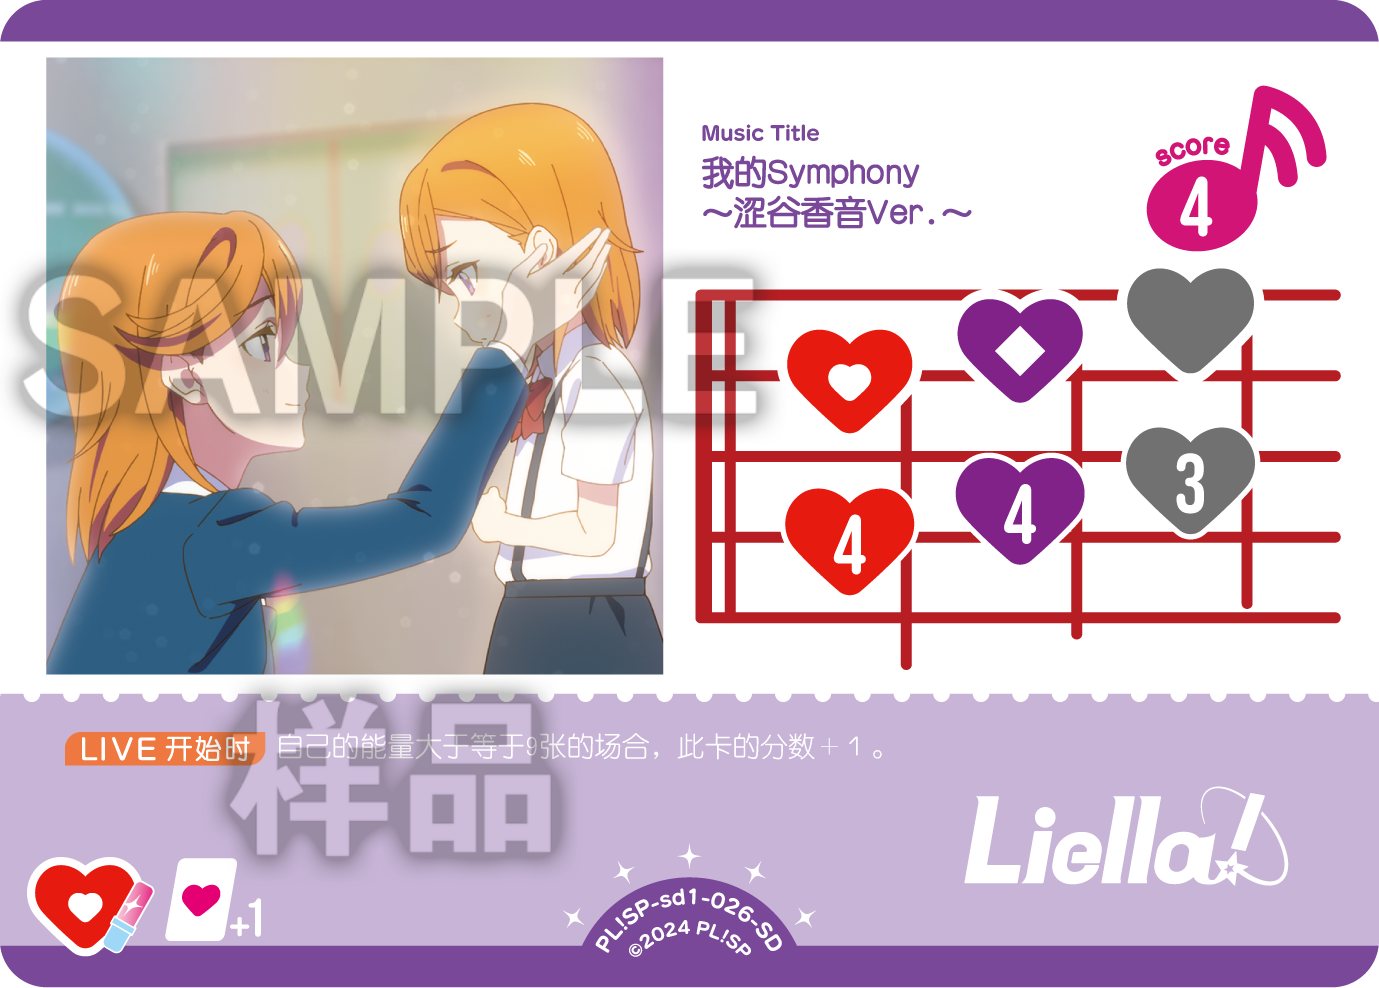 Music Title
我的Symphony
～涩谷香音Ver.～
score
4
4
4
3
SAMPLE
样品
LIVE 开始时 自己的能量大于等于9张的场合，此卡的分数＋１。
Liella!
+1
PL!SP-sd1-026-SD
©2024 PL!SP